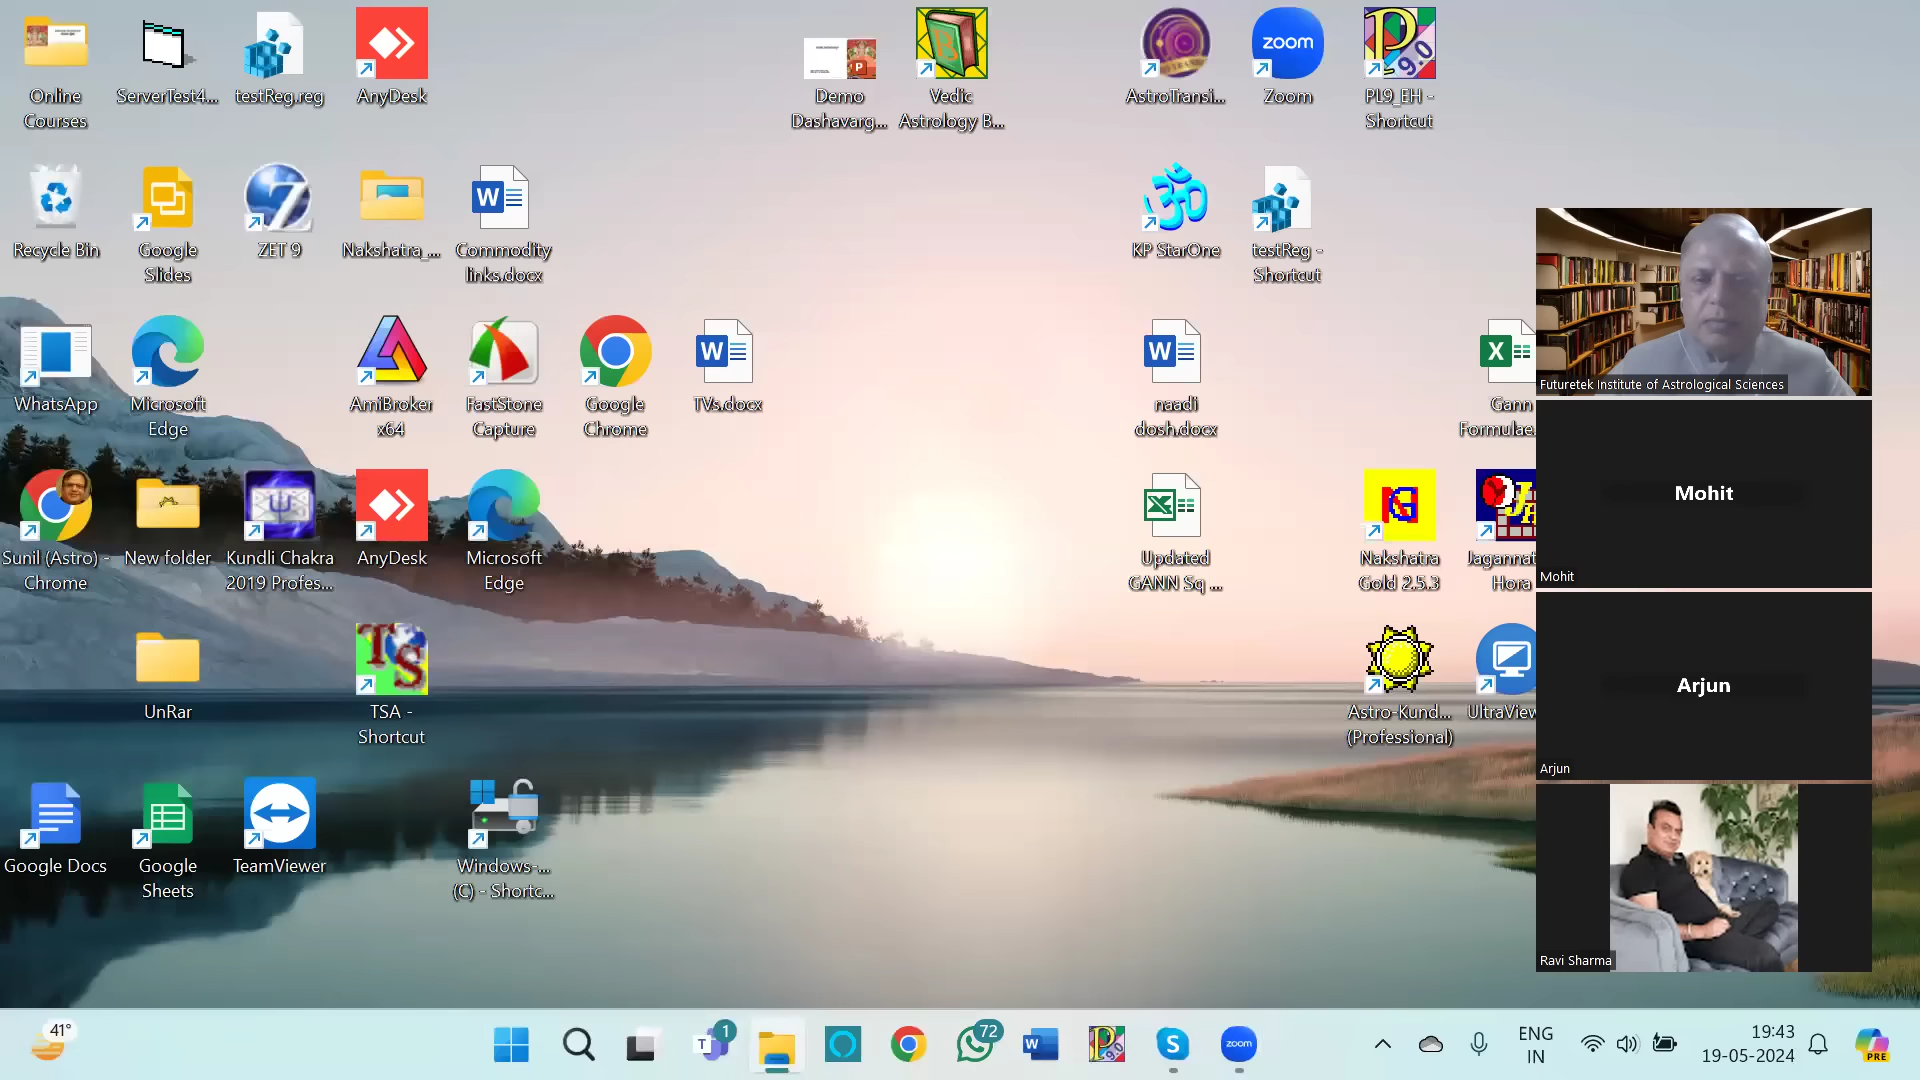 Online
Courses
ServerTest4...
testReg.reg
AnyDesk
Demo
Dashavarg...
Vedic
Astrology B...
AstroTransi...
zoom
Zoom
PL9_EH -
Shortcut
Recycle Bin
Google
Slides
ZET 9
Nakshatra_...
Commodity
links.docx
KP StarOne
testReg -
Shortcut
WhatsApp
Microsoft
Edge
AmiBroker
x64
FastStone
Capture
Google
Chrome
TVs.docx
naadi
dosh.docx
Gann
Formulae.
Futuretek Institute of Astrological Sciences
Sunil (Astro) -
Chrome
New folder
Kundli Chakra
2019 Profes...
AnyDesk
Microsoft
Edge
Updated
GANN Sq ...
Nakshatra
Gold 2.5.3
Jagannat
Hora
Mohit
Mohit
UnRar
TSA -
Shortcut
Astro-Kund...
(Professional)
UltraView
Arjun
Arjun
Google Docs
Google
Sheets
TeamViewer
Windows-...
(C) - Shortc...
Ravi Sharma
41°
1
72
zoom
ENG
IN
19:43
19-05-2024
PRE